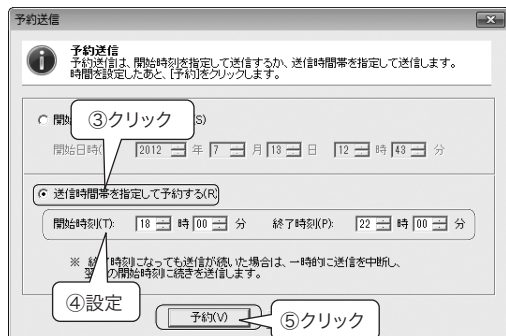 予約送信
予約送信
予約送信は、開始時刻を指定して送信するか、送信時間帯を指定して送信します。
時間を設定したあと、[予約]をクリックします。
③クリック
開始
(S)
開始日時(
2012 年 7 月 13 日 12 時 43 分
送信時間帯を指定して予約する(R)
開始時刻(T): 18 時 00 分 終了時刻(P): 22 時 00 分
※ 終了時刻になっても送信が続いた場合は、一時的に送信を中断し、
翌日の開始時刻に続きを送信します。
④設定
予約(V)
⑤クリック